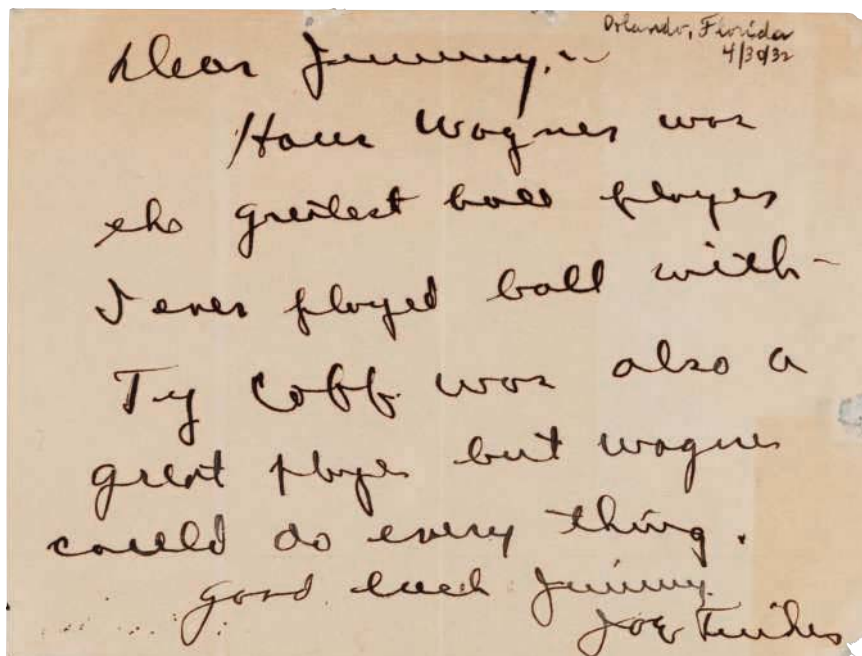 Orlando, Florida
4/30/32
Dear Jimmy,
Hans Wagner was
the greatest ball player
I ever played ball with-
Ty Cobb was also a
great player but wagner
could do every thing.
good luck Jimmy
Joe Tinker